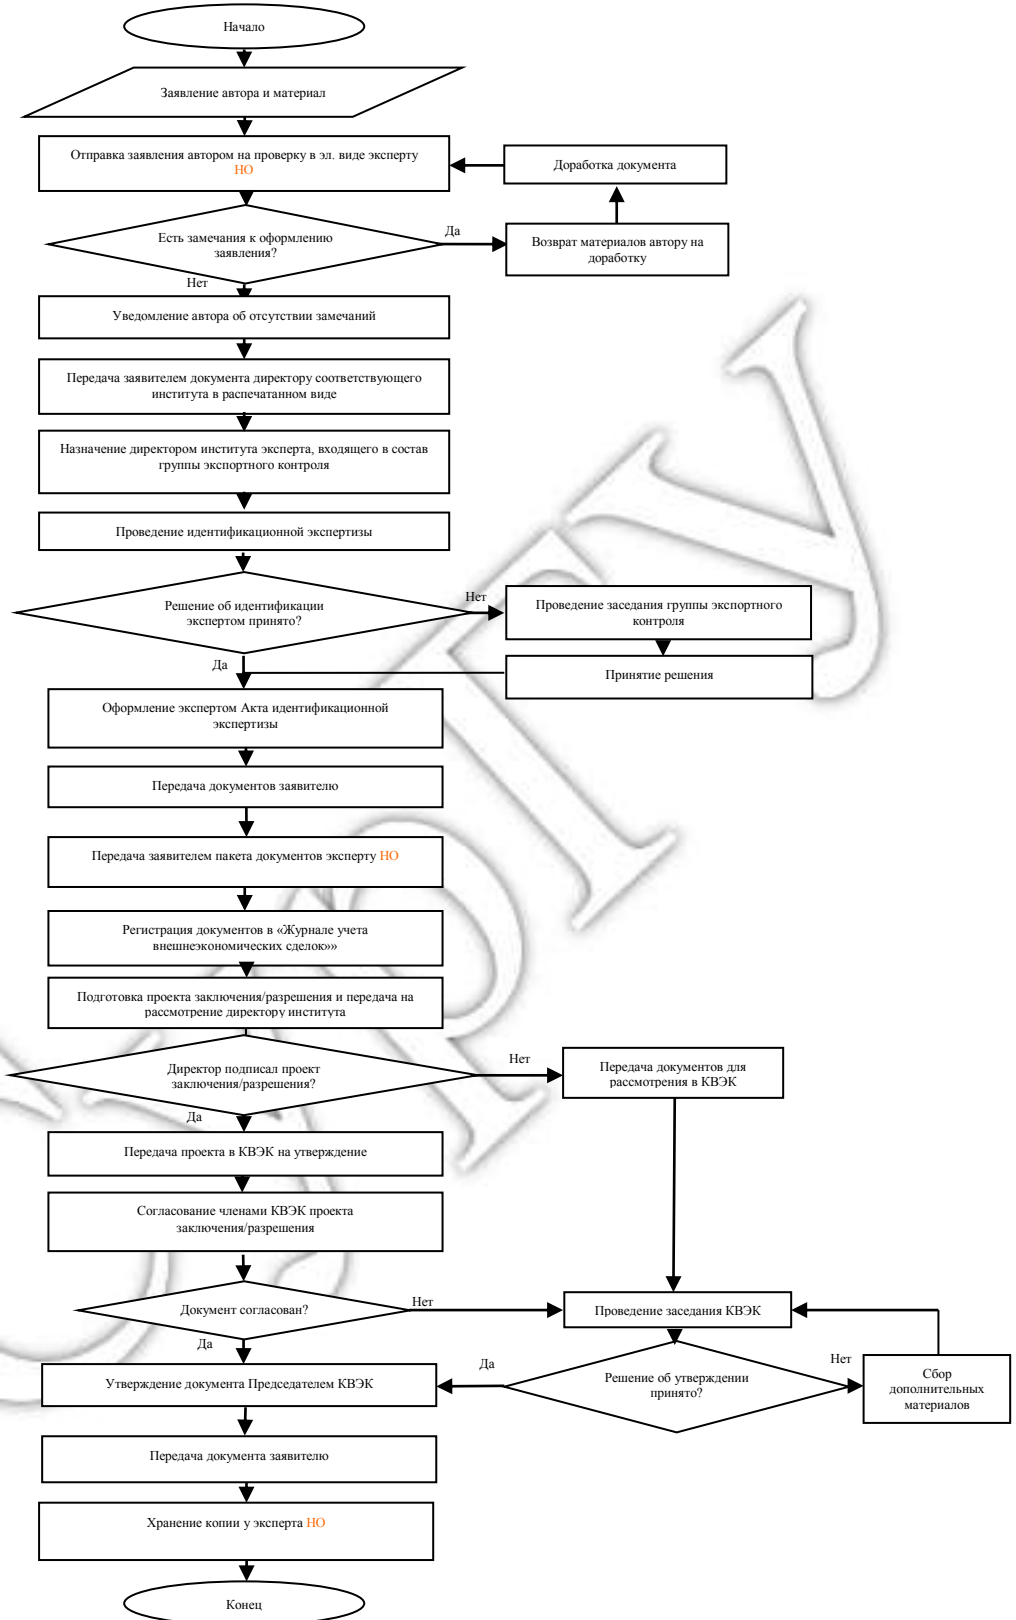 Начало
Заявление автора и материал
Отправка заявления автором на проверку в эл. виде эксперту
НО
Доработка документа
Есть замечания к оформлению
заявления?
Да
Возврат материалов автору на
доработку
Нет
Уведомление автора об отсутствии замечаний
Передача заявителем документа директору соответствующего
института в распечатанном виде
Назначение директором института эксперта, входящего в состав
группы экспортного контроля
Проведение идентификационной экспертизы
Решение об идентификации
экспертом принято?
Нет
Проведение заседания группы экспортного
контроля
Да
Принятие решения
Оформление экспертом Акта идентификационной
экспертизы
Передача документов заявителю
Передача заявителем пакета документов эксперту НО
Регистрация документов в «Журнале учета
внешнеэкономических сделок»»
Подготовка проекта заключения/разрешения и передача на
рассмотрение директору института
Директор подписал проект
заключения/разрешения?
Нет
Передача документов для
рассмотрения в КВЭК
Да
Передача проекта в КВЭК на утверждение
Согласование членами КВЭК проекта
заключения/разрешения
Документ согласован?
Нет
Проведение заседания КВЭК
Да
Утверждение документа Председателем КВЭК
Да
Решение об утверждении
принято?
Нет
Сбор
дополнительных
материалов
Передача документа заявителю
Хранение копии у эксперта НО
Конец